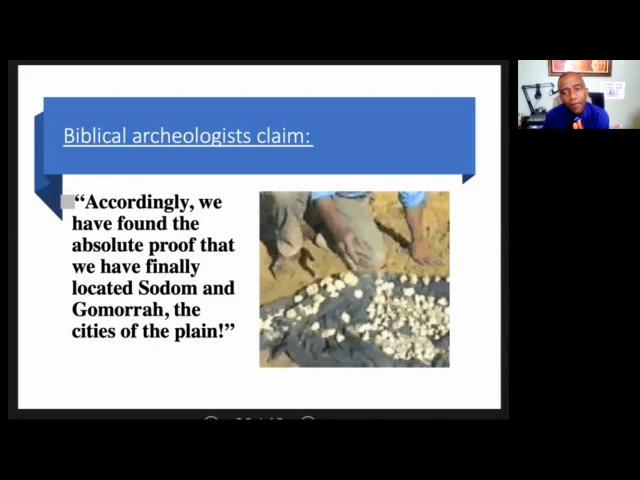 Biblical archeologists claim:
“Accordingly, we
have found the
absolute proof that
we have finally
located Sodom and
Gomorrah, the
cities of the plain!”